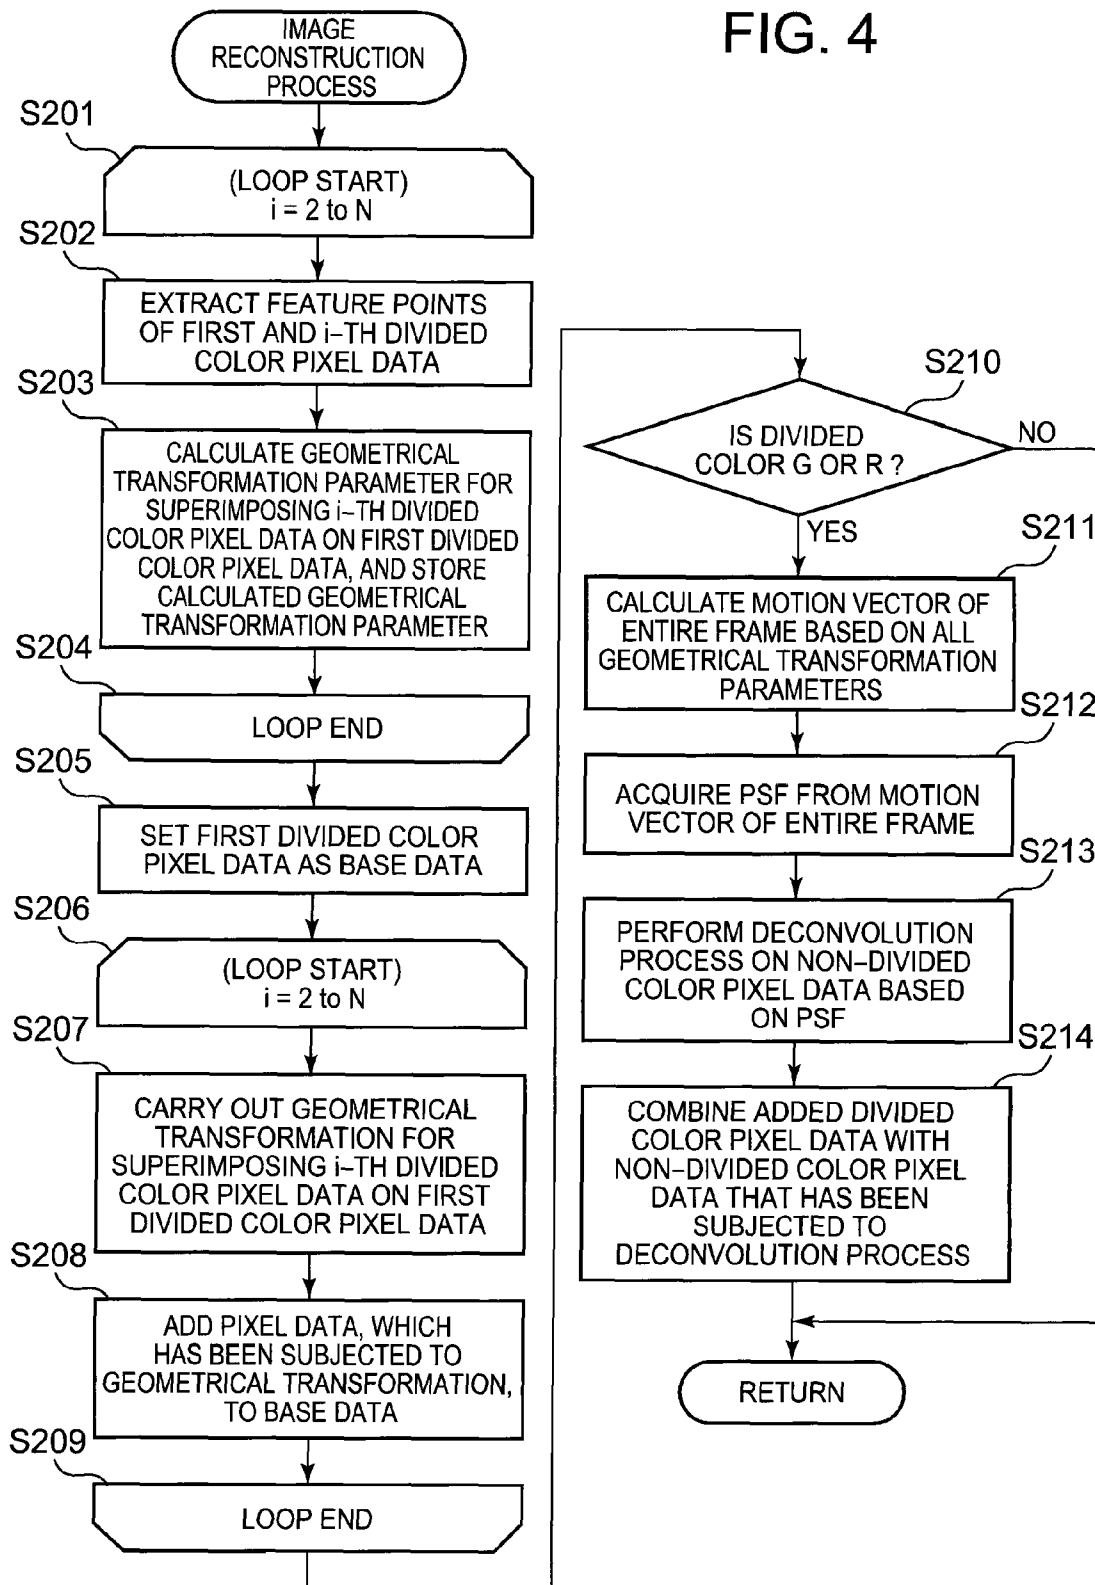 FIG. 4
IMAGE
RECONSTRUCTION
PROCESS
S201
(LOOP START)
i = 2 to N
S202
EXTRACT FEATURE POINTS
OF FIRST AND i–TH DIVIDED
COLOR PIXEL DATA
S203
CALCULATE GEOMETRICAL
TRANSFORMATION PARAMETER FOR
SUPERIMPOSING i–TH DIVIDED
COLOR PIXEL DATA ON FIRST DIVIDED
COLOR PIXEL DATA, AND STORE
CALCULATED GEOMETRICAL
TRANSFORMATION PARAMETER
S204
LOOP END
S205
SET FIRST DIVIDED COLOR
PIXEL DATA AS BASE DATA
S206
(LOOP START)
i = 2 to N
S207
CARRY OUT GEOMETRICAL
TRANSFORMATION FOR
SUPERIMPOSING i–TH DIVIDED
COLOR PIXEL DATA ON FIRST
DIVIDED COLOR PIXEL DATA
S208
ADD PIXEL DATA, WHICH
HAS BEEN SUBJECTED TO
GEOMETRICAL TRANSFORMATION,
TO BASE DATA
S209
LOOP END
S210
IS DIVIDED
COLOR G OR R ?
NO
YES
S211
CALCULATE MOTION VECTOR OF
ENTIRE FRAME BASED ON ALL
GEOMETRICAL TRANSFORMATION
PARAMETERS
S212
ACQUIRE PSF FROM MOTION
VECTOR OF ENTIRE FRAME
S213
PERFORM DECONVOLUTION
PROCESS ON NON–DIVIDED
COLOR PIXEL DATA BASED
ON PSF
S214
COMBINE ADDED DIVIDED
COLOR PIXEL DATA WITH
NON–DIVIDED COLOR PIXEL
DATA THAT HAS BEEN
SUBJECTED TO
DECONVOLUTION PROCESS
RETURN